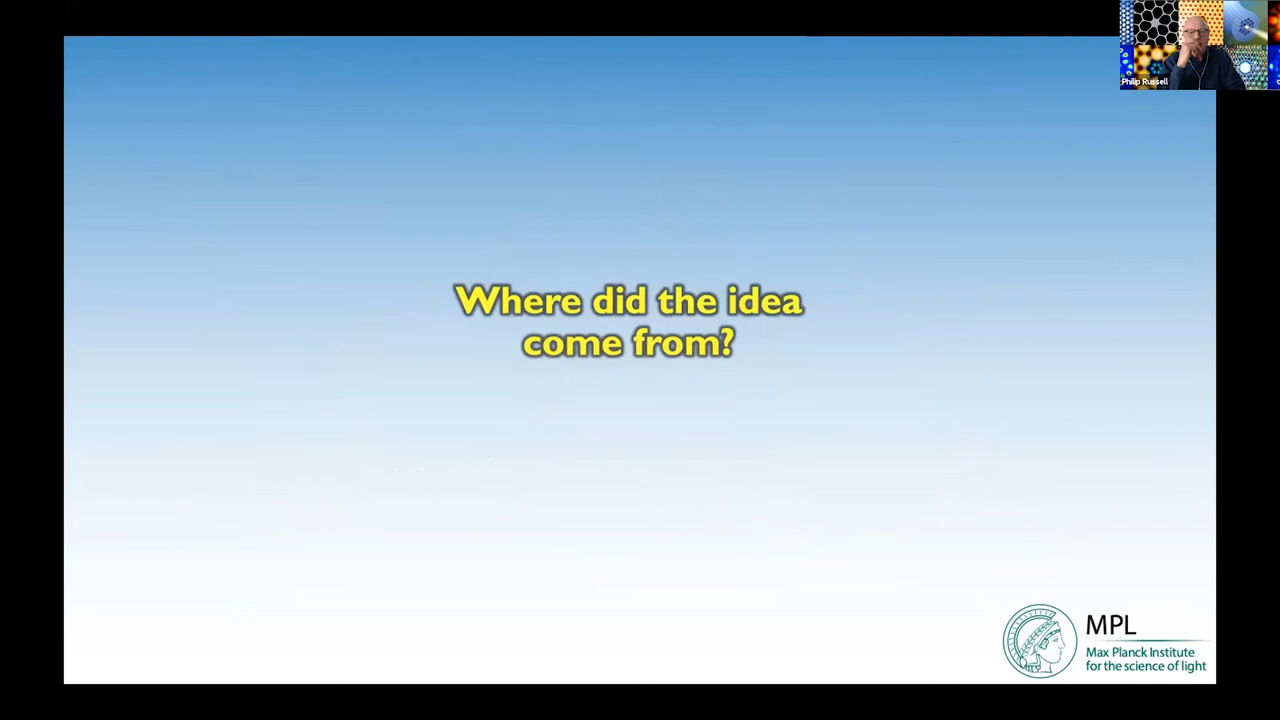 Philip Russell
Where did the idea
come from?
MPL
Max Planck Institute
for the science of light